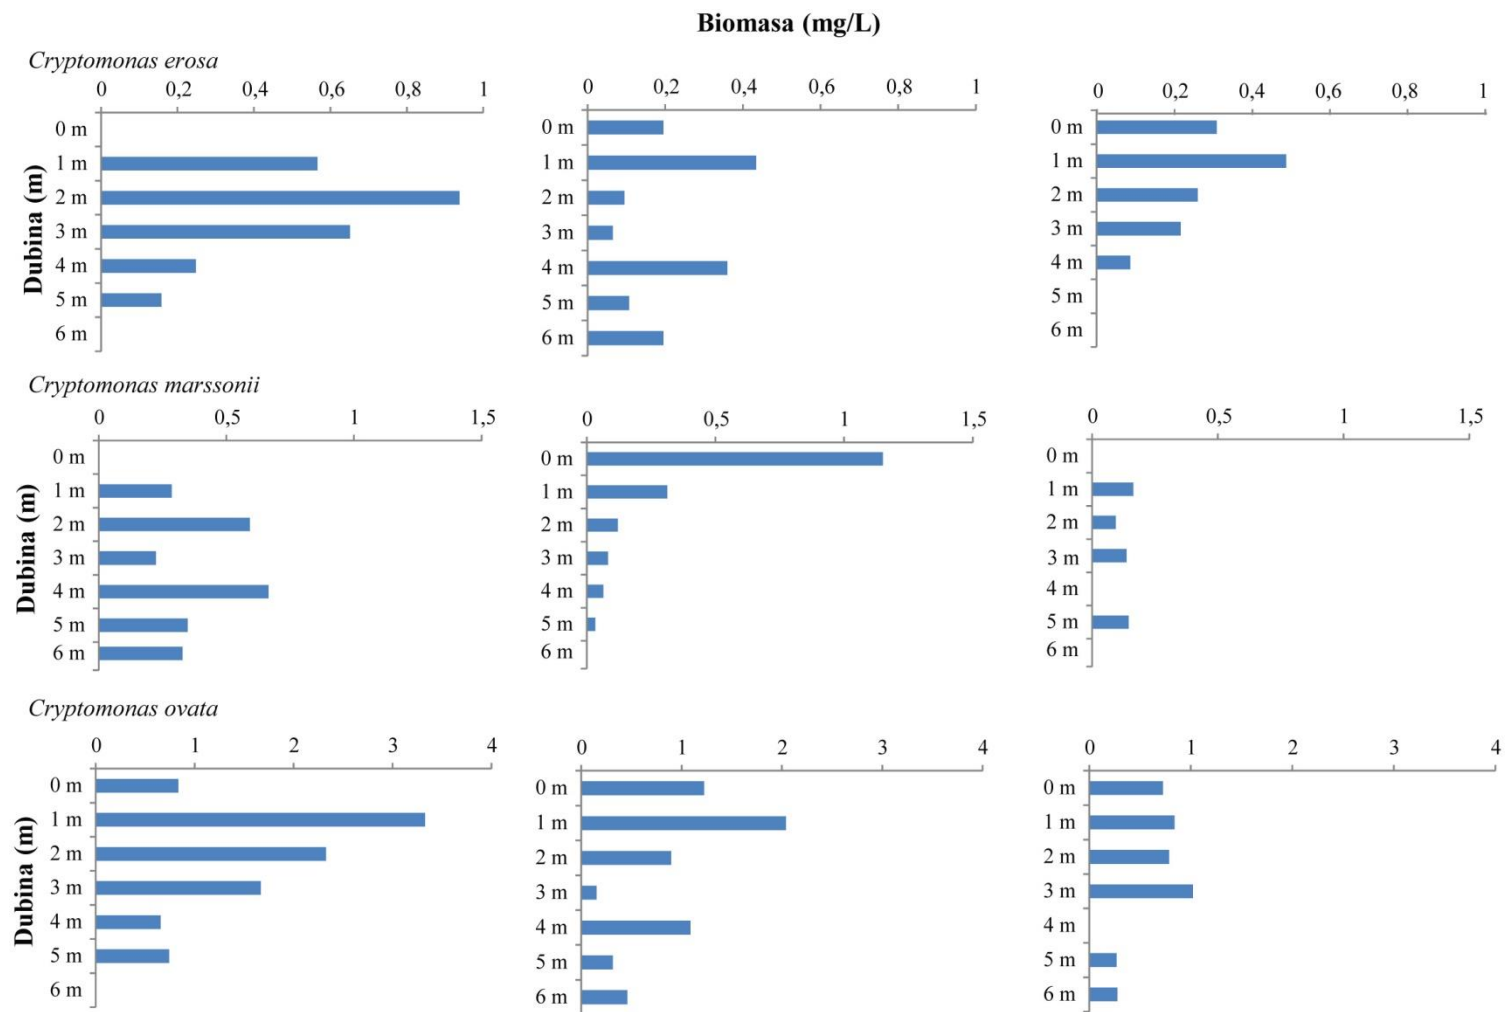 Biomasa (mg/L)
Cryptomonas erosa
0 0,2 0,4 0,6 0,8 1
0 m
1 m
2 m
3 m
4 m
5 m
6 m
Dubina (m)
0 0,2 0,4 0,6 0,8 1
0 m
1 m
2 m
3 m
4 m
5 m
6 m
0 0,2 0,4 0,6 0,8 1
0 m
1 m
2 m
3 m
4 m
5 m
6 m
Cryptomonas marssonii
0 0,5 1 1,5
0 m
1 m
2 m
3 m
4 m
5 m
6 m
Dubina (m)
0 0,5 1 1,5
0 m
1 m
2 m
3 m
4 m
5 m
6 m
0 0,5 1 1,5
0 m
1 m
2 m
3 m
4 m
5 m
6 m
Cryptomonas ovata
0 1 2 3 4
0 m
1 m
2 m
3 m
4 m
5 m
6 m
Dubina (m)
0 1 2 3 4
0 m
1 m
2 m
3 m
4 m
5 m
6 m
0 1 2 3 4
0 m
1 m
2 m
3 m
4 m
5 m
6 m